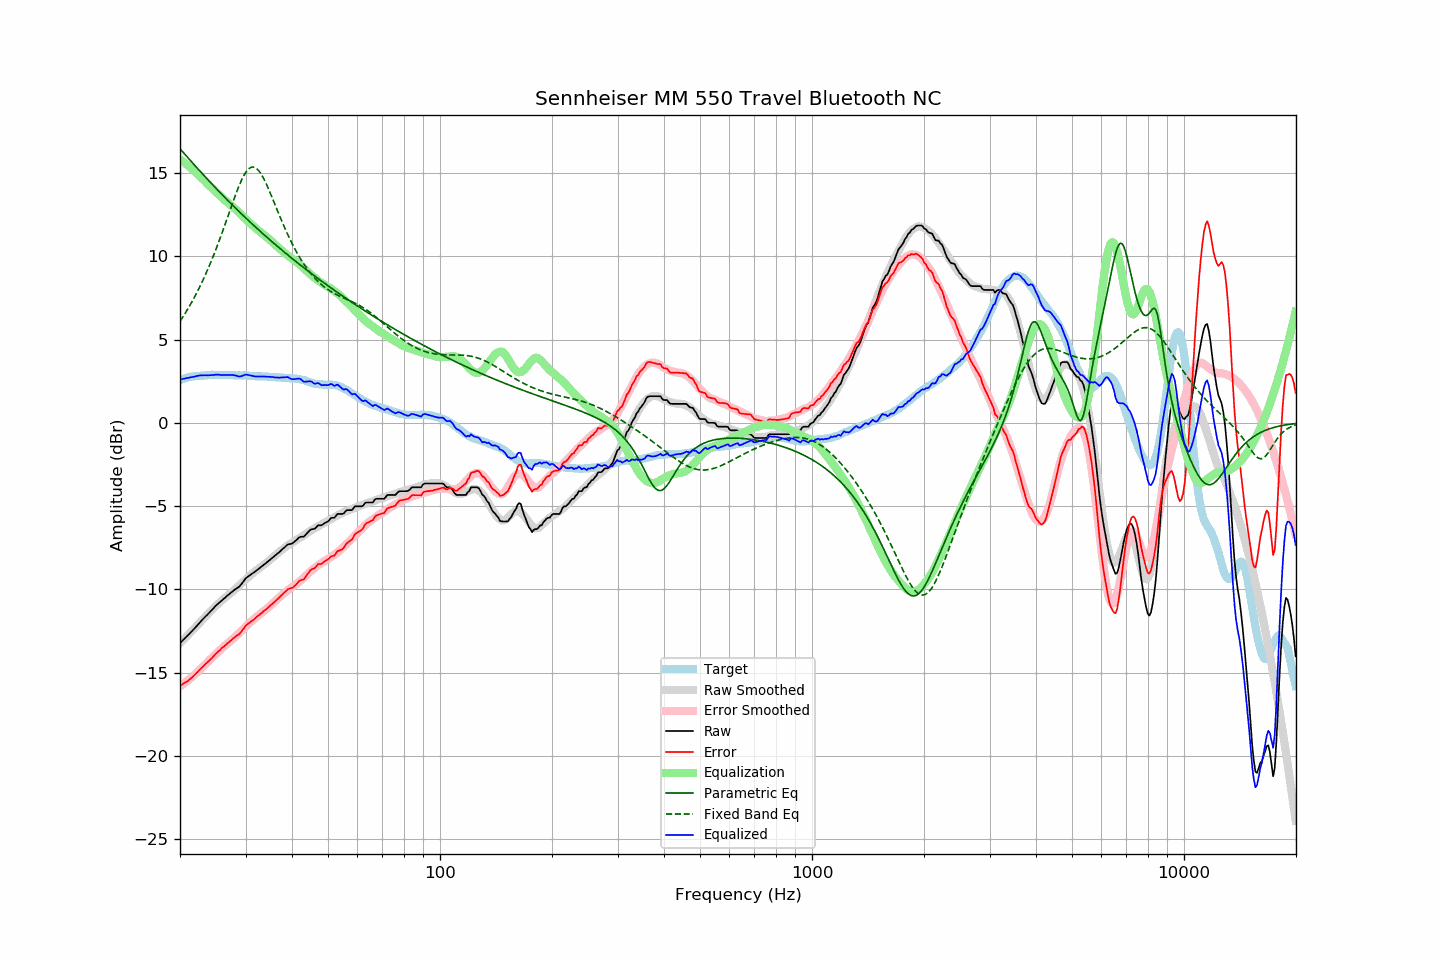 Sennheiser MM 550 Travel Bluetooth NC
15
10
5
0
−5
−10
−15
−20
−25
Amplitude (dBr)
Target
Raw Smoothed
Error Smoothed
Raw
Error
Equalization
Parametric Eq
Fixed Band Eq
Equalized
100
1000
10000
Frequency (Hz)